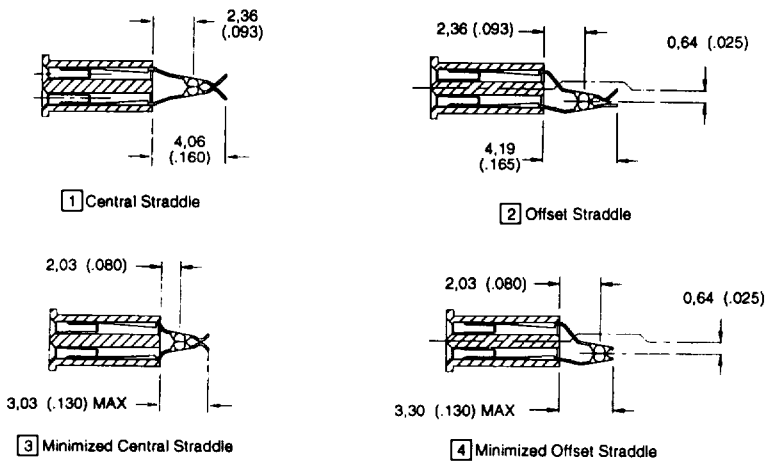 2,36
(.093)
4,06
(.160)
1 Central Straddle
2,36 (.093)
0,64 (.025)
4,19
(.165)
2 Offset Straddle
2,03 (.080)
3,03 (.130) MAX
3 Minimized Central Straddle
2,03 (.080)
0,64 (.025)
3,30 (.130) MAX
4 Minimized Offset Straddle